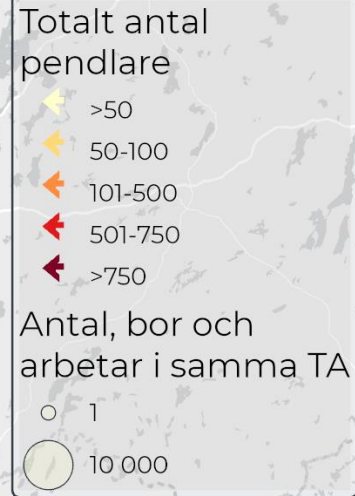 Totalt antal
pendlare
>50
50-100
101-500
501-750
>750
Antal, bor och
arbetar i samma TA
1
10 000